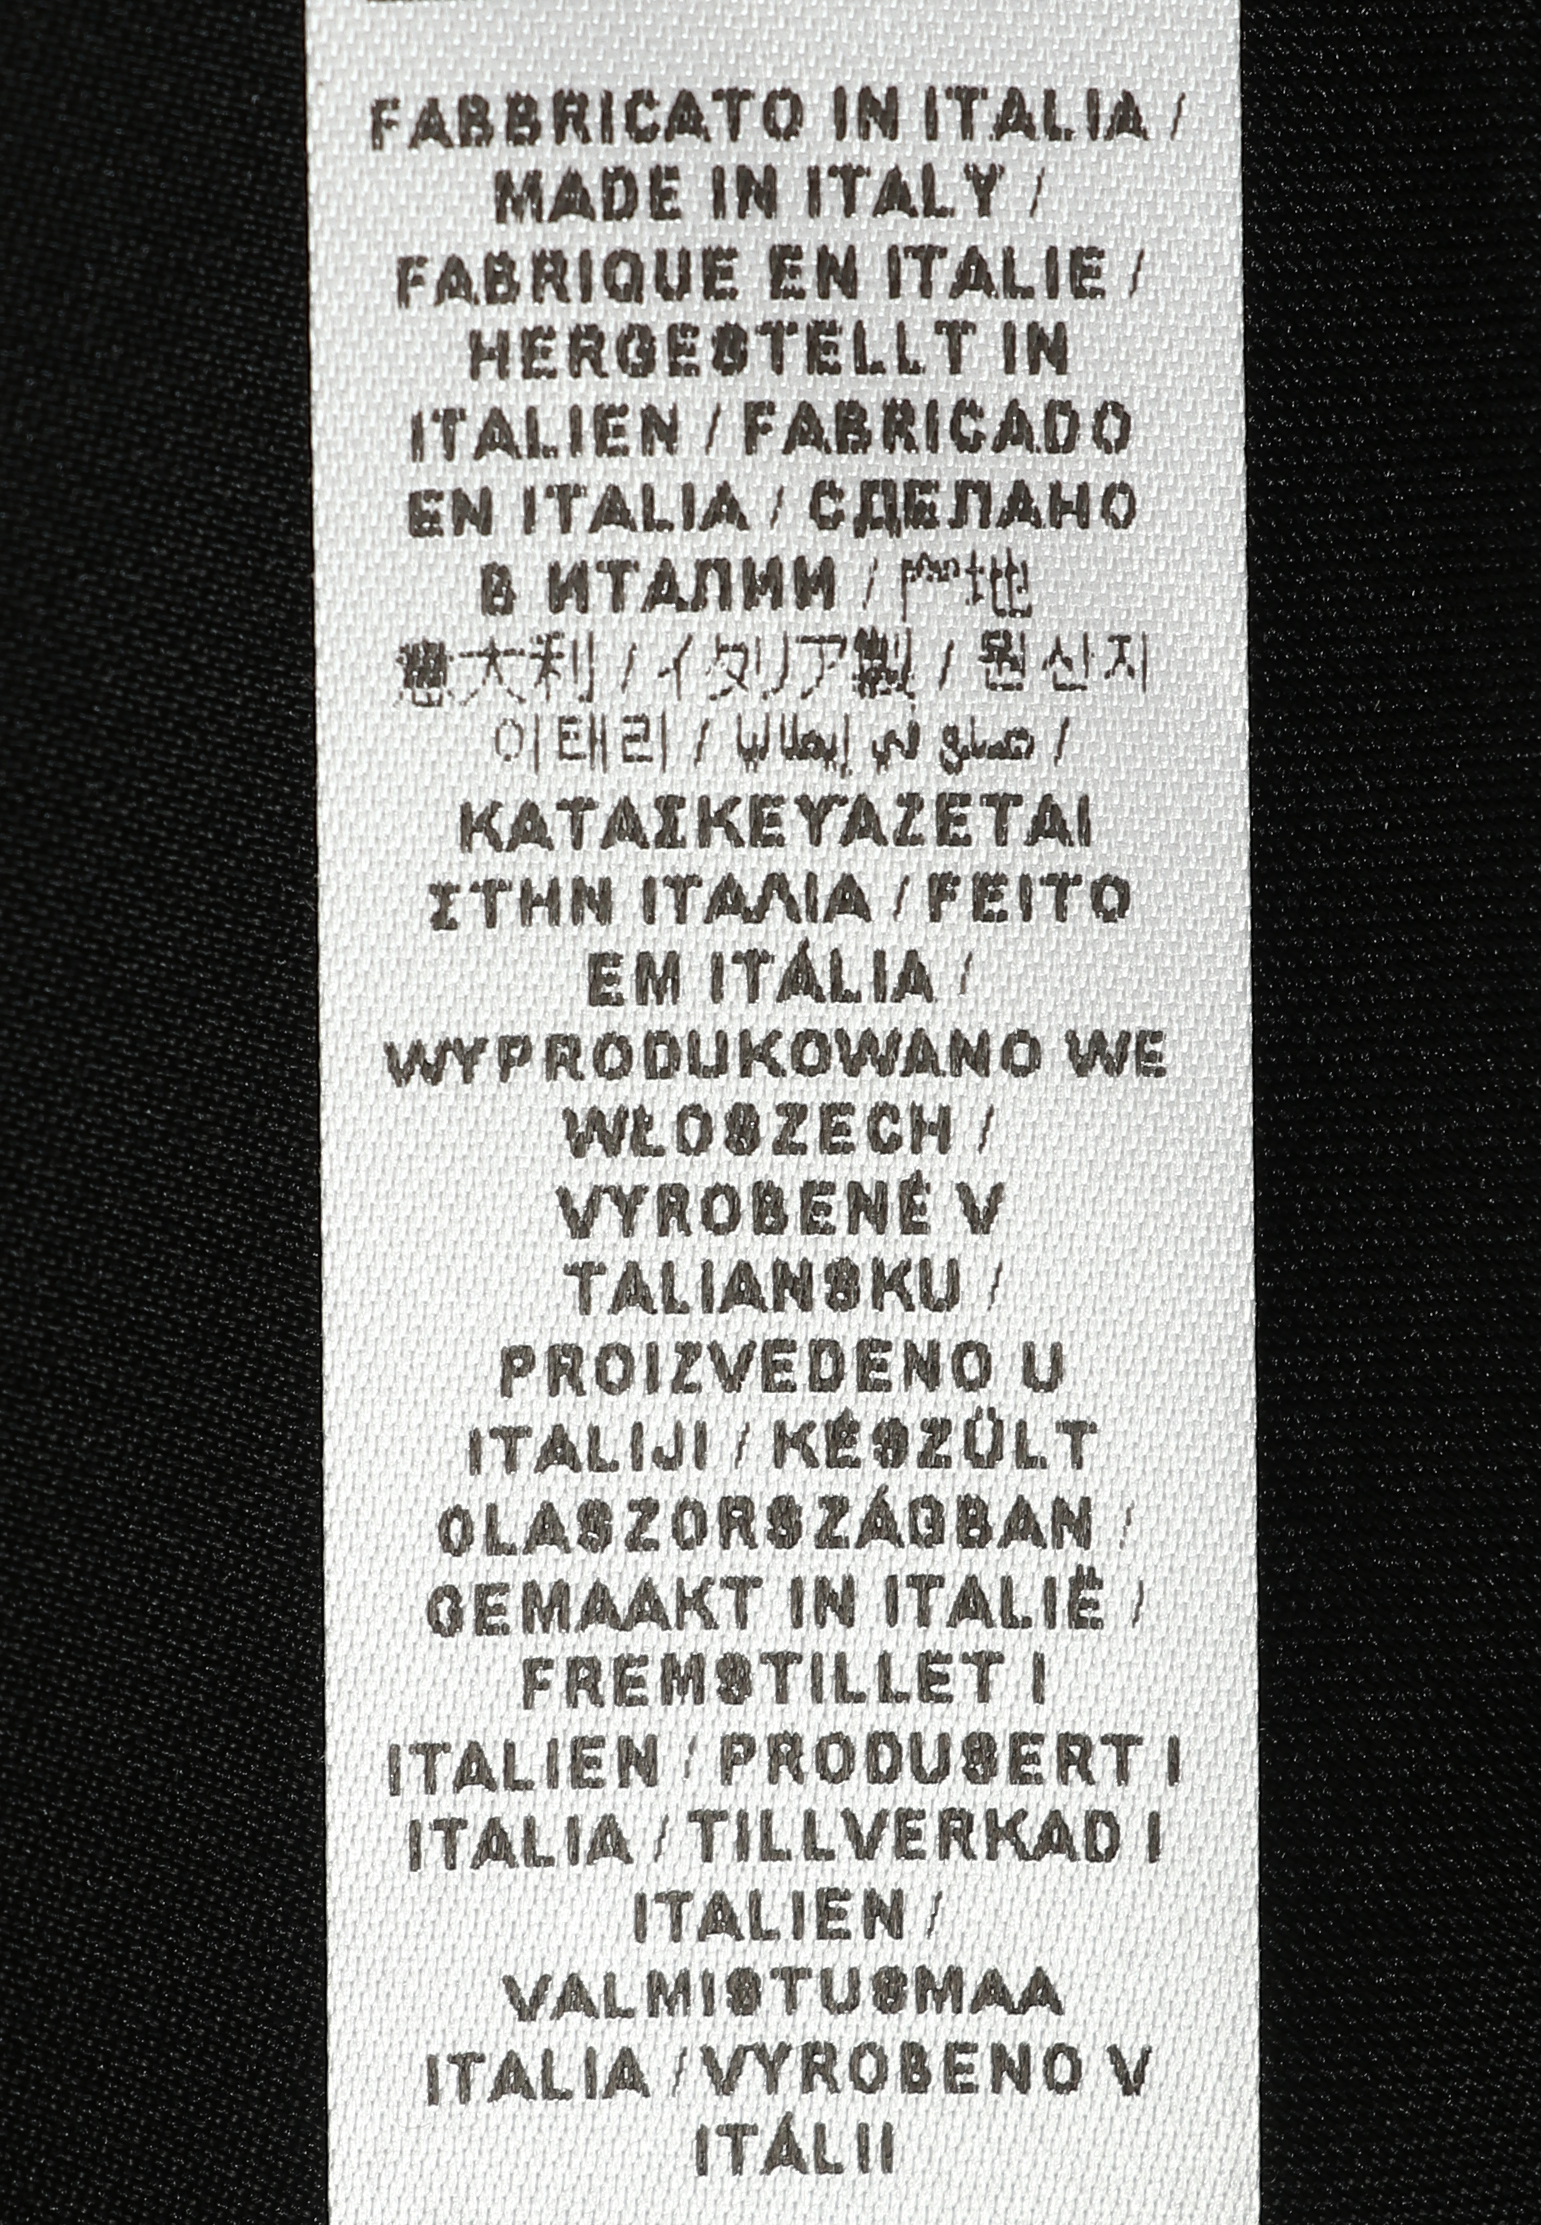 FABBRICATO IN ITALIA /
MADE IN ITALY /
FABRIQUE EN ITALIE /
HERGESTELLT IN
ITALIEN / FABRICADO
EN ITALIA / СДЕЛАНО
В ИТАЛИИ / 产地
意大利 / イタリア製 / 원산지
이태리 / /
ΚΑΤΑΣΚΕΥΑΖΕΤΑΙ
ΣΤΗΝ ΙΤΑΛΙΑ / FEITO
EM ITÁLIA /
WYPRODUKOWANO WE
WŁOSZECH /
VYROBENÉ V
TALIANSKU /
PROIZVEDENO U
ITALIJI / KÉSZÜLT
OLASZORSZÁGBAN /
GEMAAKT IN ITALIË /
FREMSTILLET I
ITALIEN / PRODUSERT I
ITALIA / TILLVERKAD I
ITALIEN /
VALMISTUSMAA
ITALIA / VYROBENO V
ITÁLII